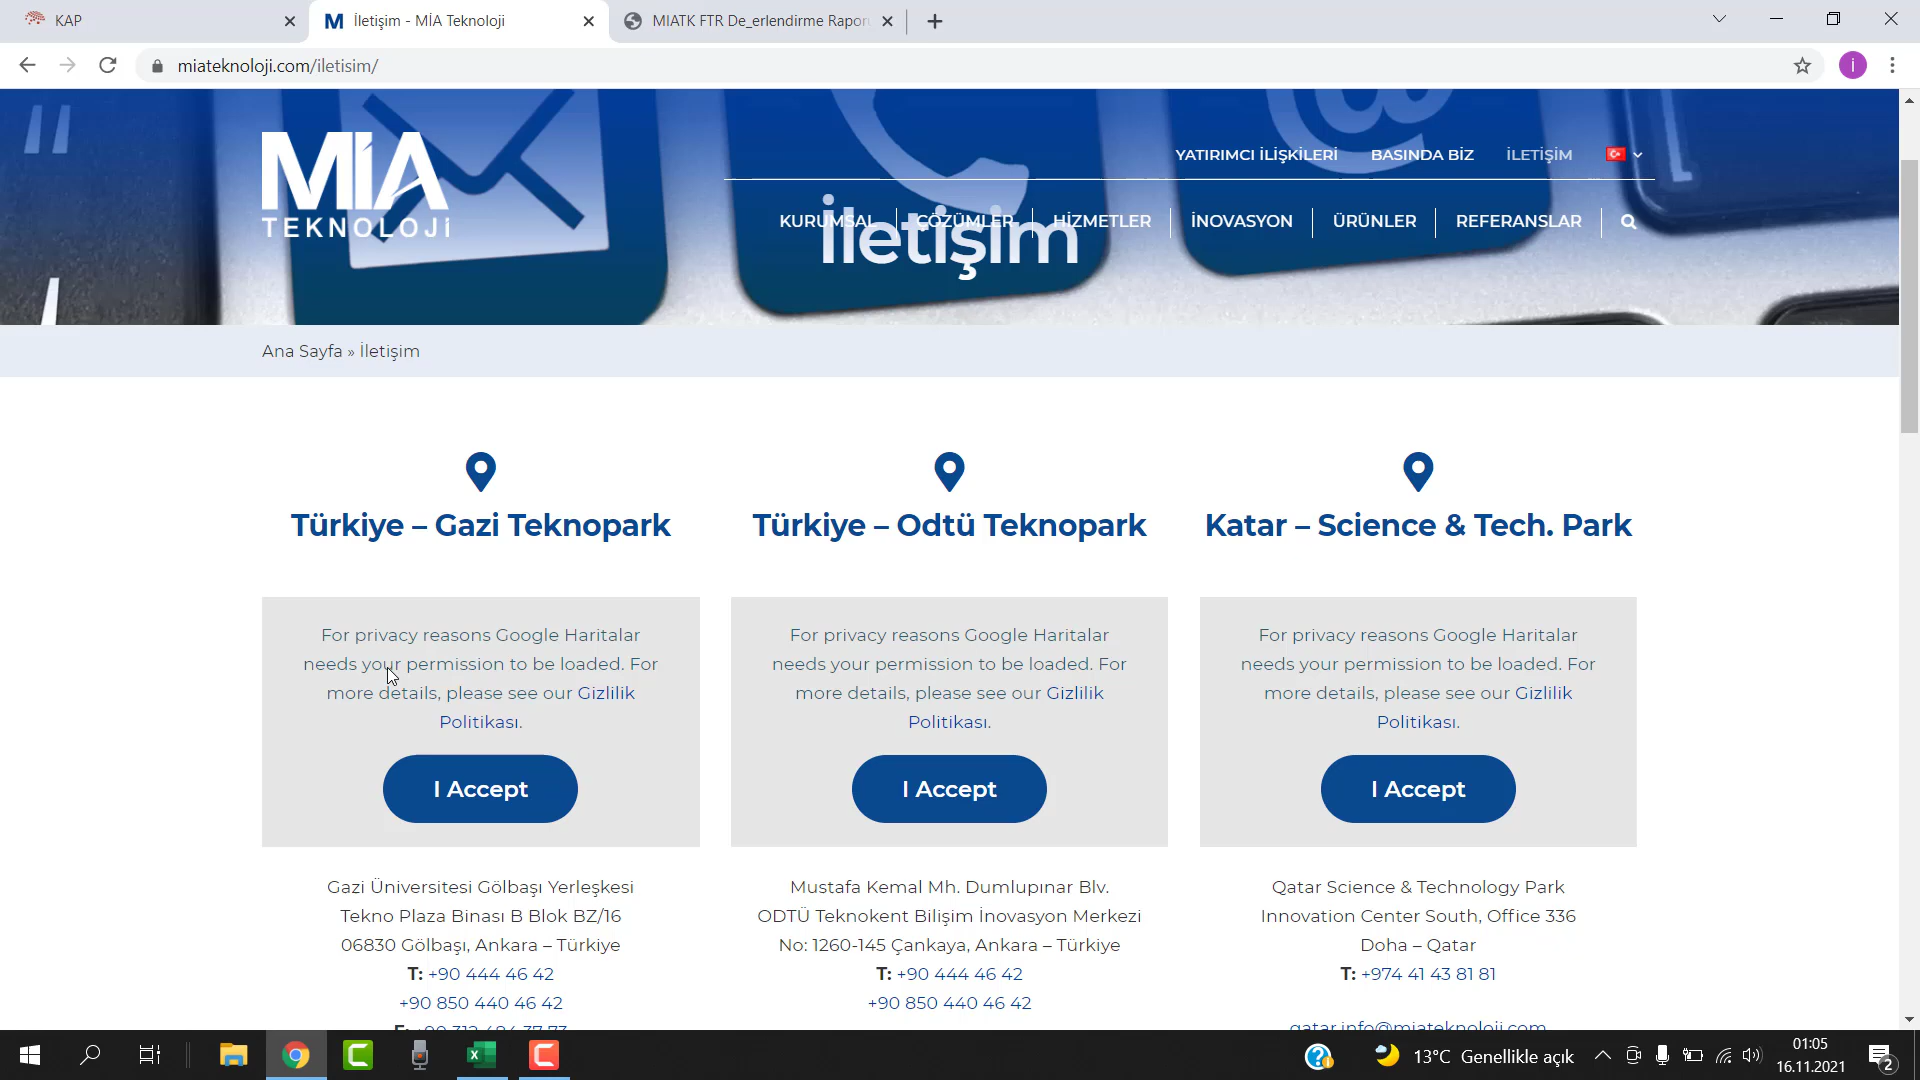 KAP
İletişim - MİA Teknoloji
MIATK FTR De_erlendirme Raporu
miateknoloji.com/iletisim/
MİA
TEKNOLOJİ
YATIRIMCI İLİŞKİLERİ
BASINDA BİZ
İLETİŞİM
KURUMSAL
ÇÖZÜMLER
HİZMETLER
İNOVASYON
ÜRÜNLER
REFERANSLAR
İletişim
Ana Sayfa » İletişim
Türkiye – Gazi Teknopark
For privacy reasons Google Haritalar
needs your permission to be loaded. For
more details, please see our Gizlilik
Politikası.
I Accept
Gazi Üniversitesi Gölbaşı Yerleşkesi
Tekno Plaza Binası B Blok BZ/16
06830 Gölbaşı, Ankara – Türkiye
T: +90 444 46 42
+90 850 440 46 42
F: +90 312 484 37 73
Türkiye – Odtü Teknopark
For privacy reasons Google Haritalar
needs your permission to be loaded. For
more details, please see our Gizlilik
Politikası.
I Accept
Mustafa Kemal Mh. Dumlupınar Blv.
ODTÜ Teknokent Bilişim İnovasyon Merkezi
No: 1260-145 Çankaya, Ankara – Türkiye
T: +90 444 46 42
+90 850 440 46 42
Katar – Science & Tech. Park
For privacy reasons Google Haritalar
needs your permission to be loaded. For
more details, please see our Gizlilik
Politikası.
I Accept
Qatar Science & Technology Park
Innovation Center South, Office 336
Doha – Qatar
T: +974 41 43 81 81
qatar.info@miateknoloji.com
13°C Genellikle açık
01:05
16.11.2021
2